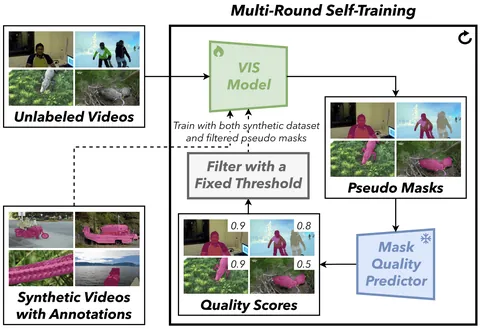 Multi-Round Self-Training
VIS
Model
Unlabeled Videos
Train with both synthetic dataset
and filtered pseudo masks
Filter with a
Fixed Threshold
Pseudo Masks
0.9
0.8
0.9
0.5
Quality Scores
Mask
Quality
Predictor
Synthetic Videos
with Annotations